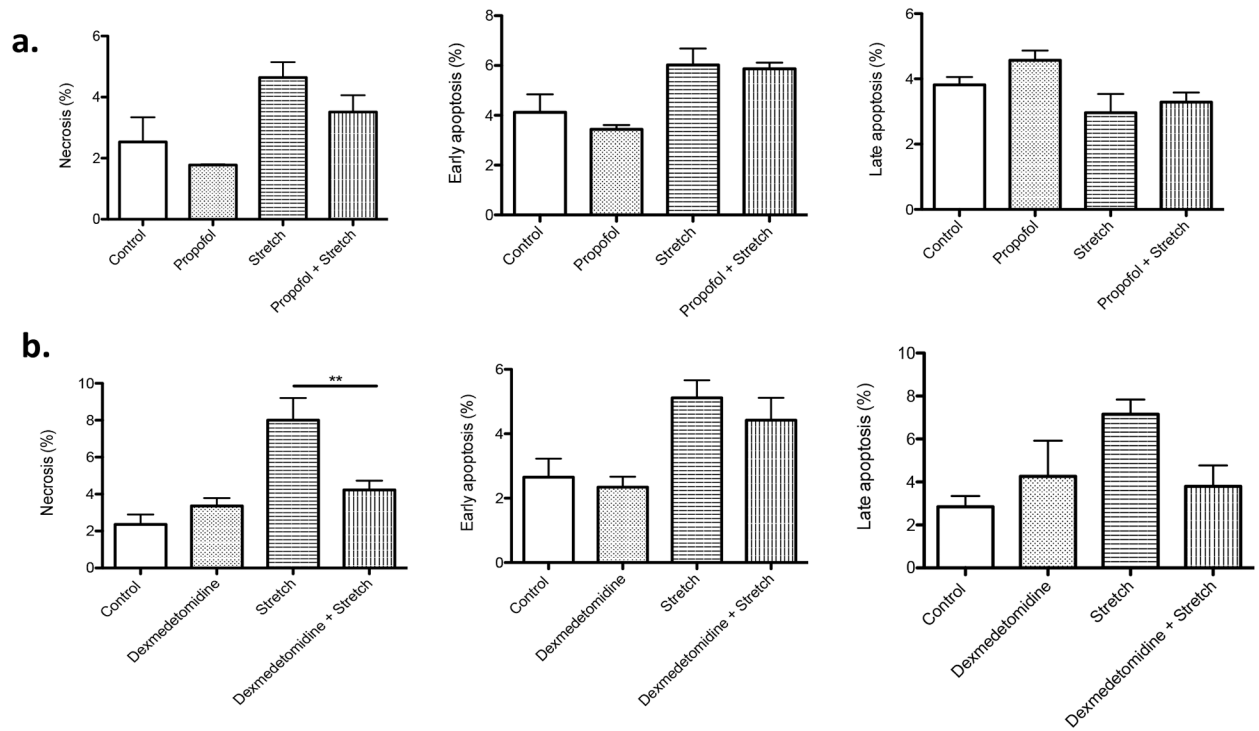 a.
Necrosis (%)
6
4
2
0
Control
Propofol
Stretch
Propofol + Stretch
Early apoptosis (%)
8
6
4
2
0
Control
Propofol
Stretch
Propofol + Stretch
Late apoptosis (%)
6
4
2
0
Control
Propofol
Stretch
Propofol + Stretch
b.
Necrosis (%)
10
8
6
4
2
0
**
Control
Dexmedetomidine
Stretch
Dexmedetomidine + Stretch
Early apoptosis (%)
6
4
2
0
Control
Dexmedetomidine
Stretch
Dexmedetomidine + Stretch
Late apoptosis (%)
10
8
6
4
2
0
Control
Dexmedetomidine
Stretch
Dexmedetomidine + Stretch